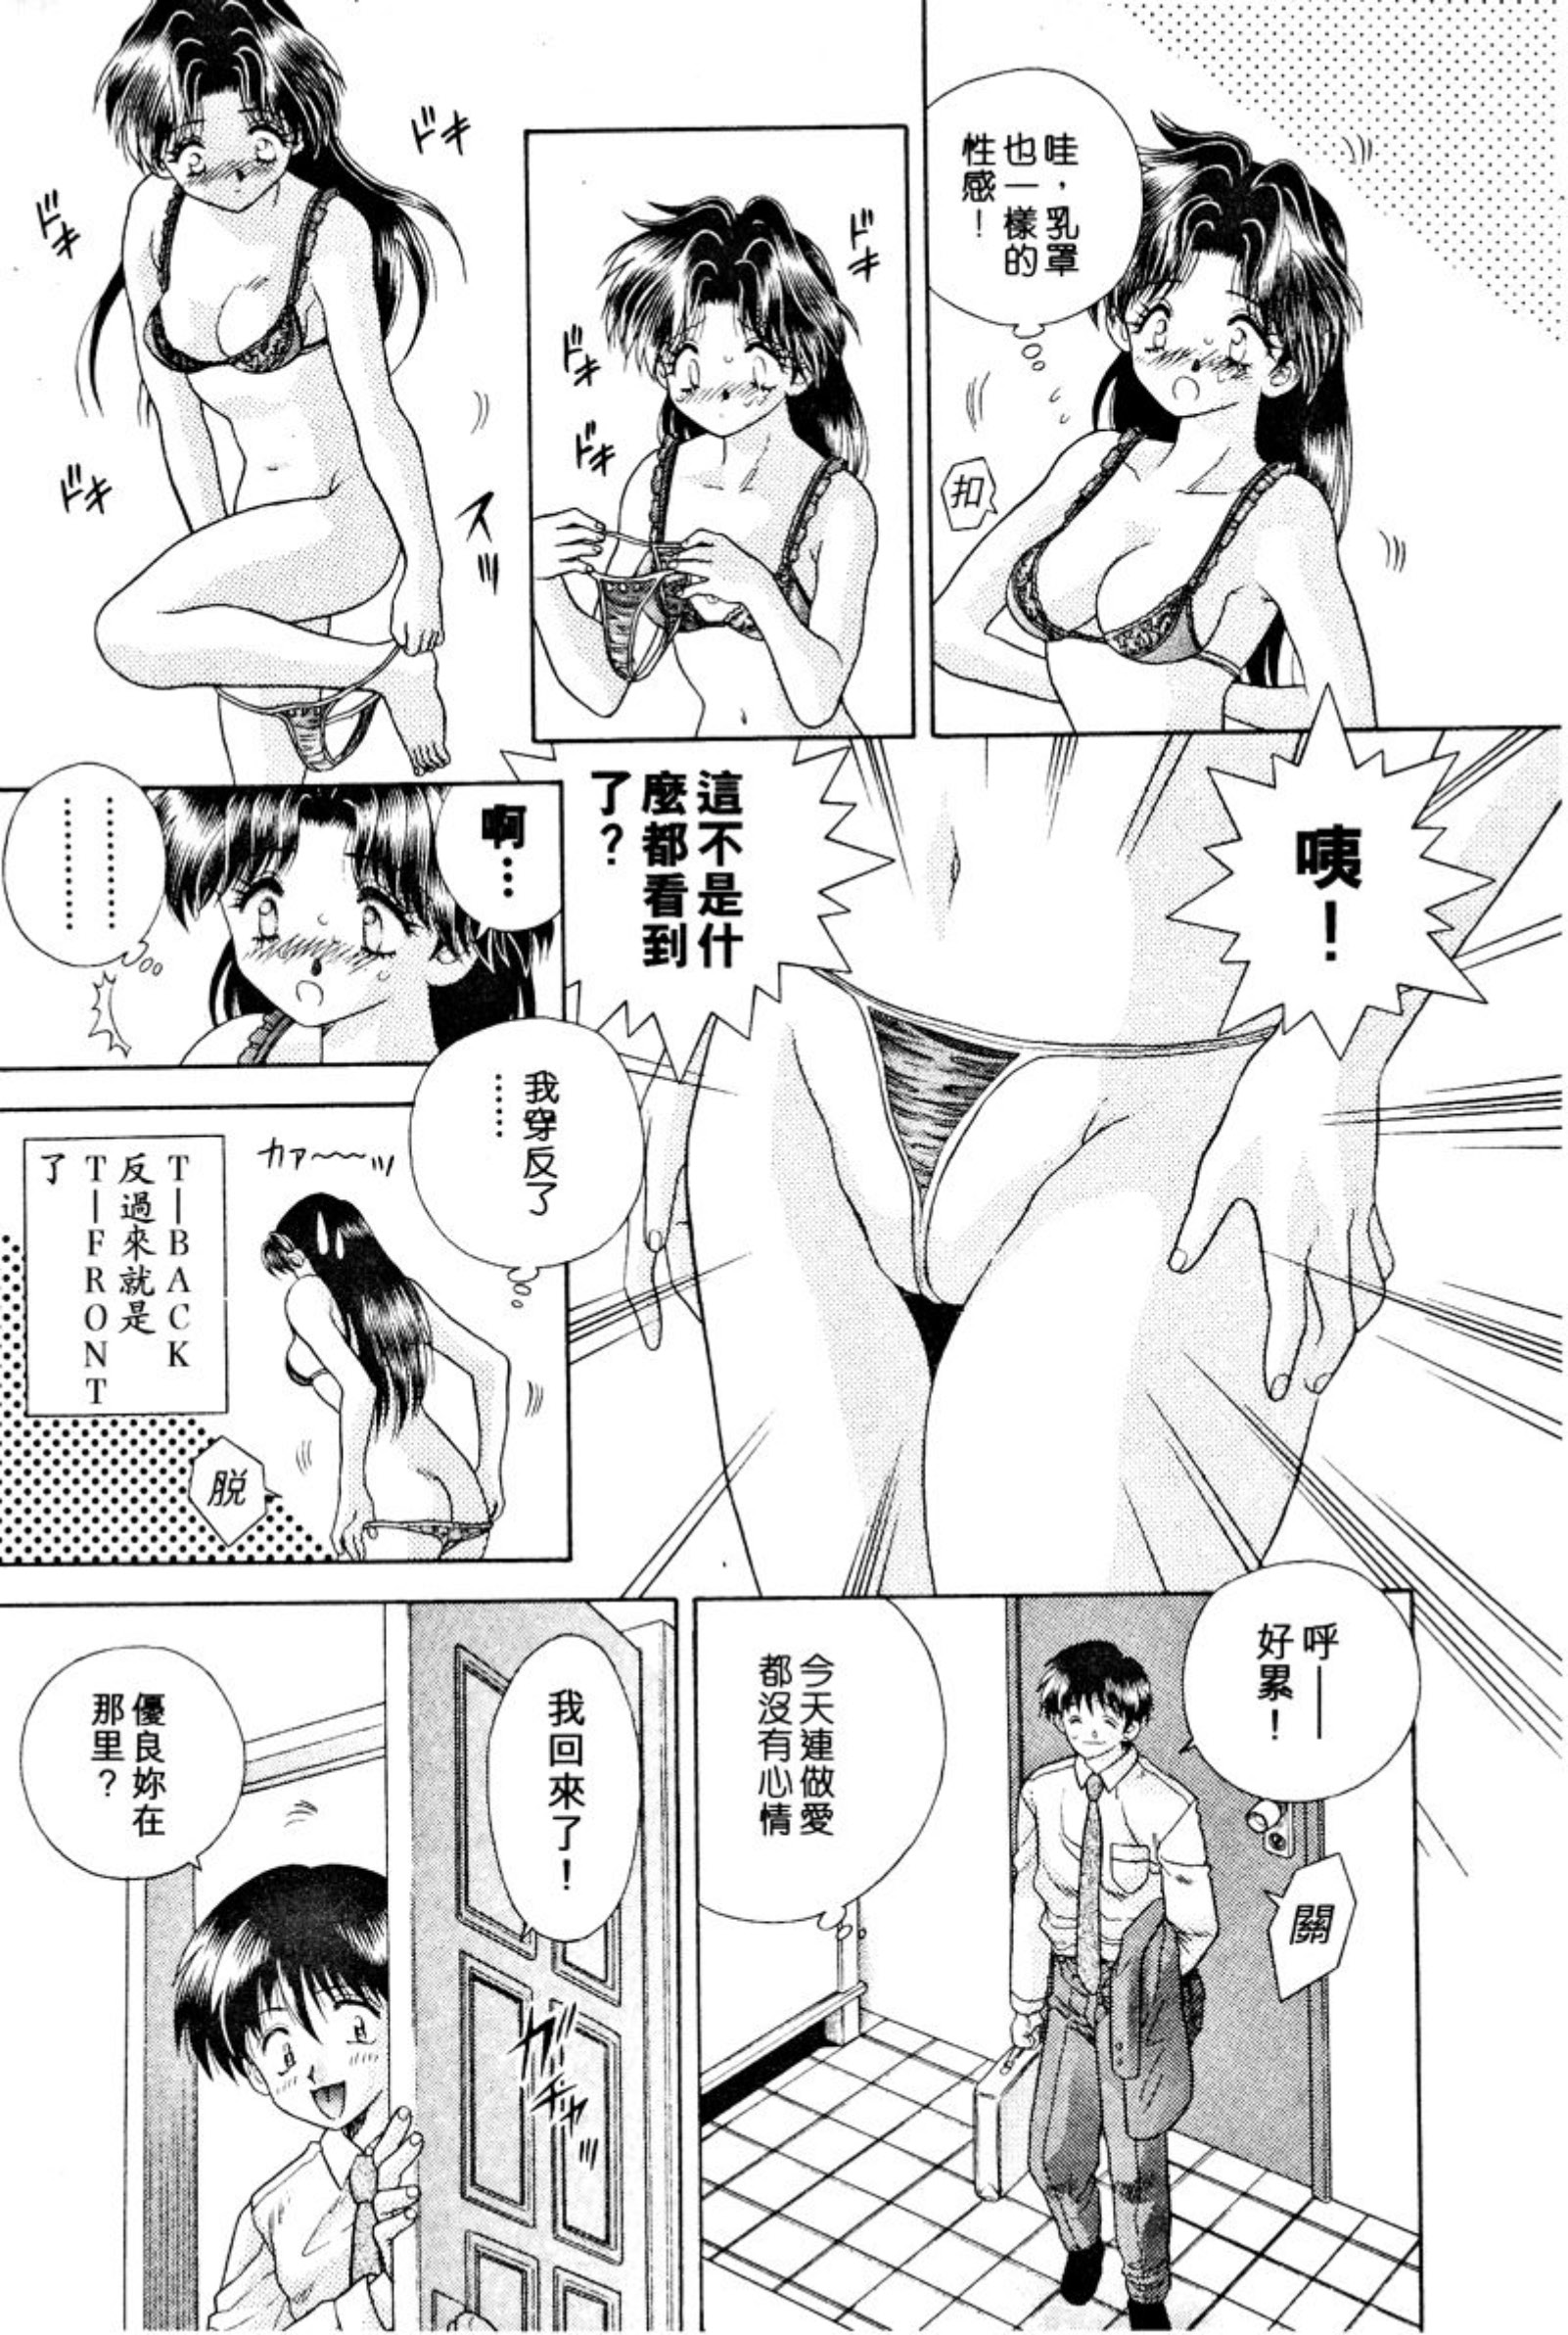 哇，乳罩
也一樣的
性感！
扣
ドキ
ドキ
ドキ
ドキ
ドキ
ドキ
スッ
咦！
這不是什
麼都看到
了？
啊…
…………
…………
我穿反了
……
カァ～～ッ
T—BACK
反過來就是
T—FRONT
了
脱
呼——
好累！
關
今天連做愛
都沒有心情
我回來了！
ガチャ
優良妳在
那里？